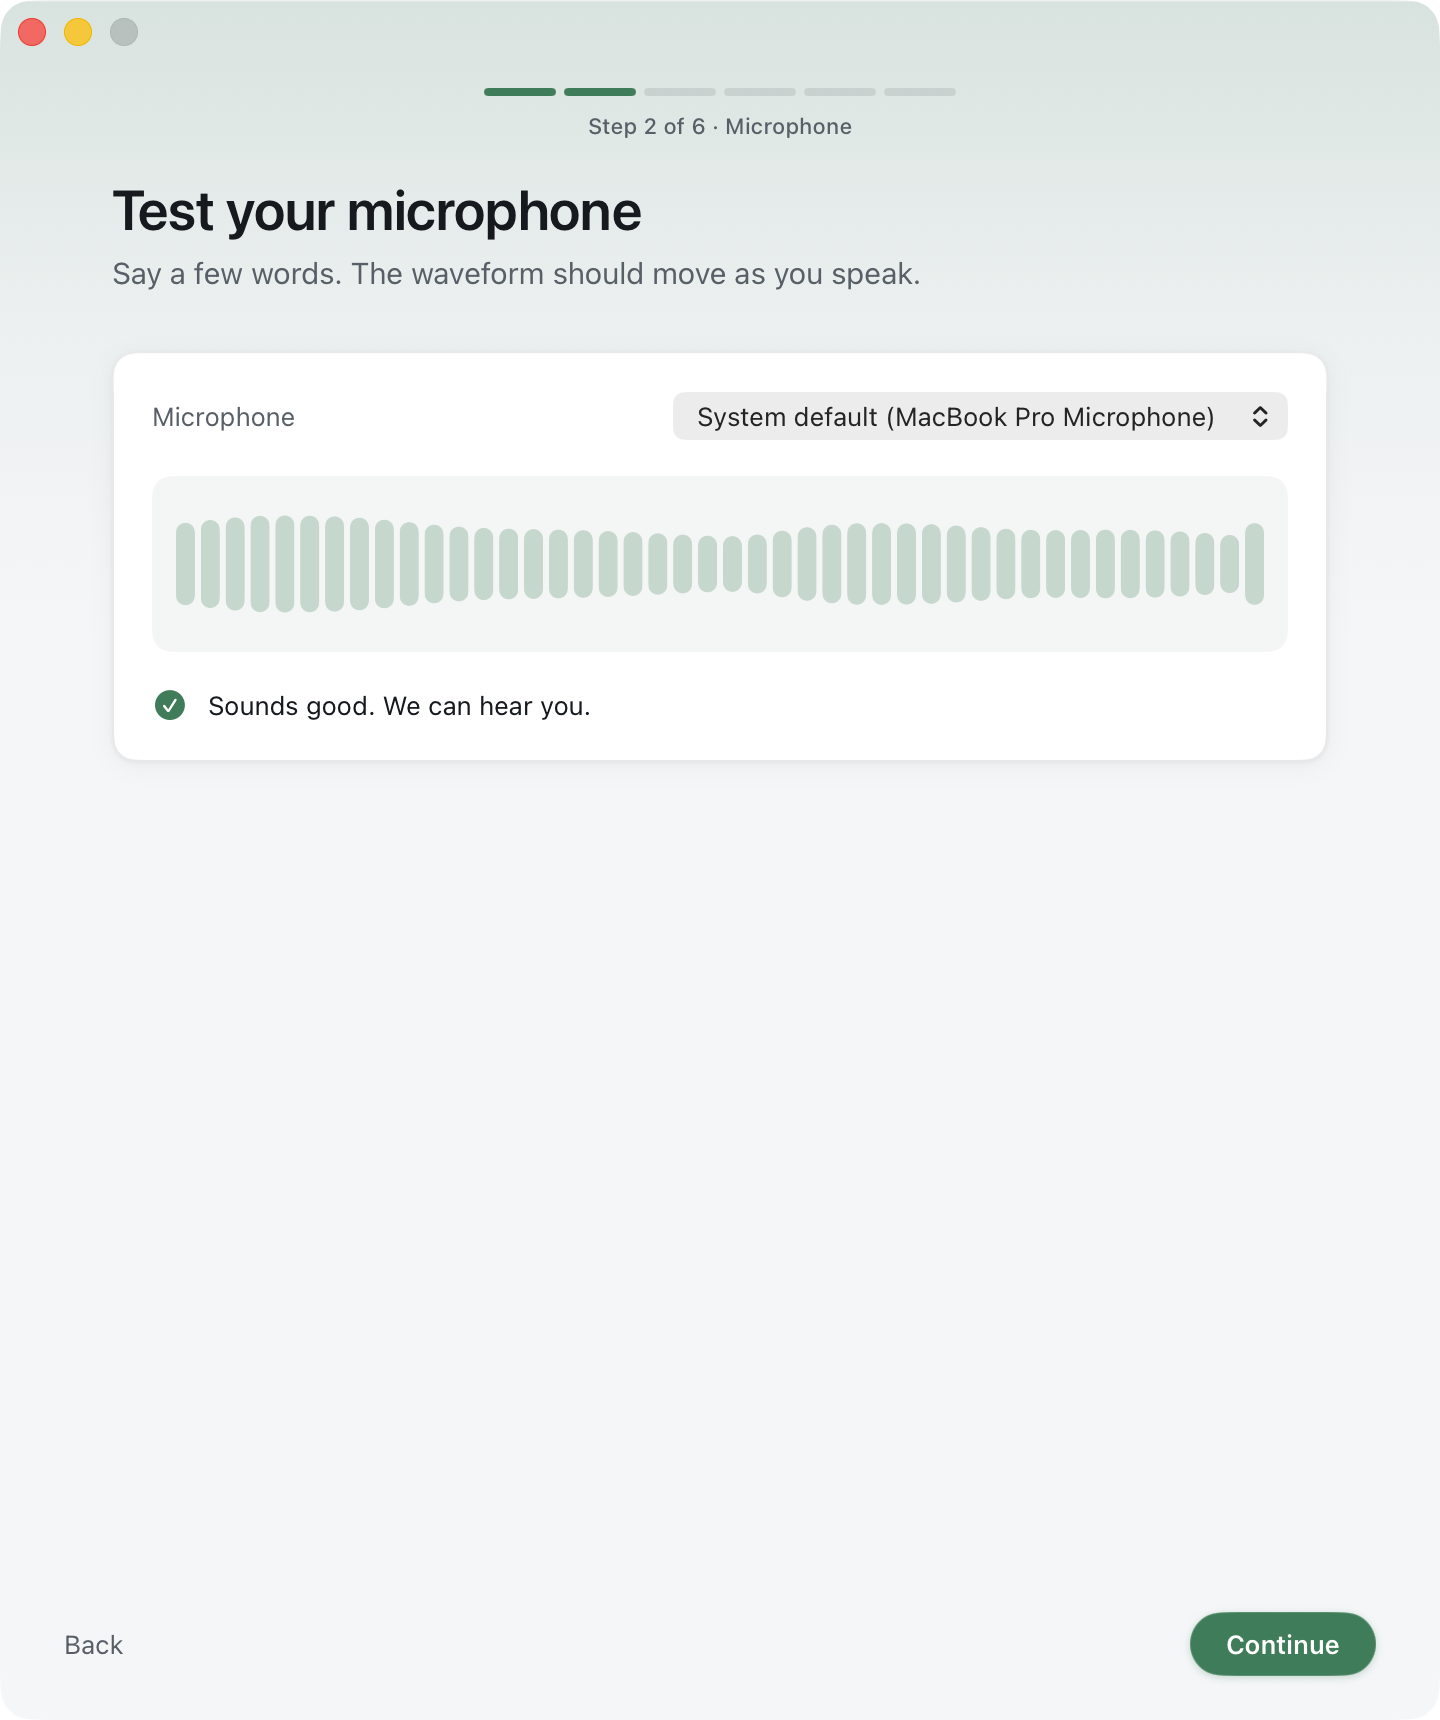 Step 2 of 6 · Microphone
Test your microphone
Say a few words. The waveform should move as you speak.
Microphone
System default (MacBook Pro Microphone)
Sounds good. We can hear you.
Back
Continue